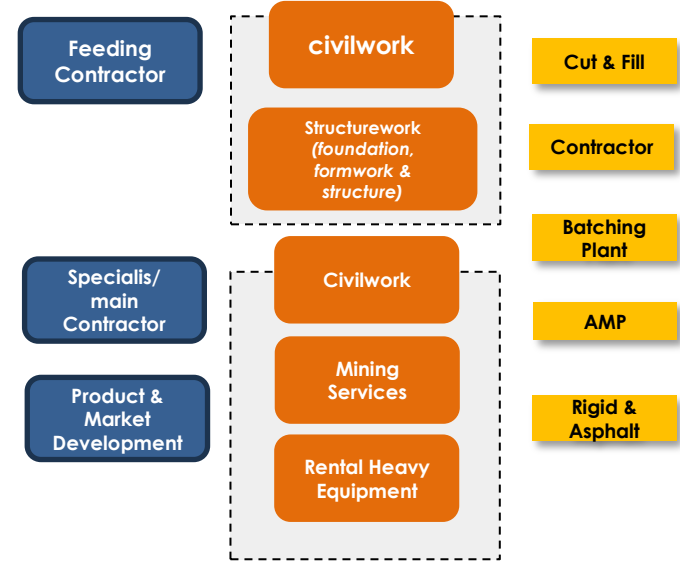 Feeding
Contractor
civilwork
Structurework
(foundation,
formwork &
structure)
Cut & Fill
Contractor
Batching
Plant
AMP
Rigid &
Asphalt
Specialis/
main
Contractor
Product &
Market
Development
Civilwork
Mining
Services
Rental Heavy
Equipment